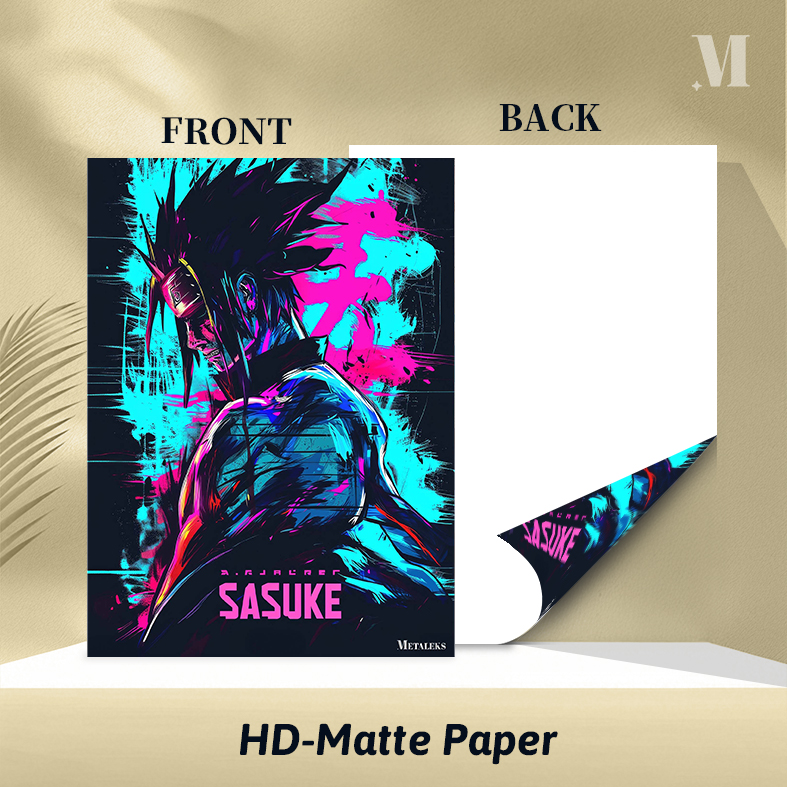 M
FRONT
BACK
SASUKE
SASUKE
METALEKS
HD-Matte Paper